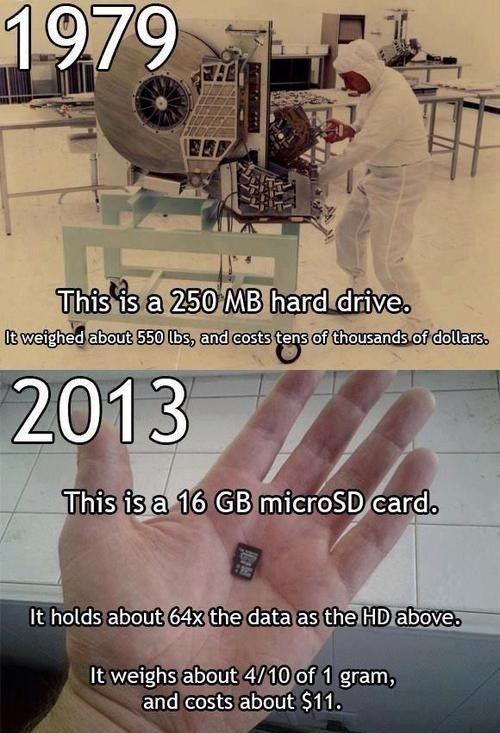 1979
This is a 250 MB hard drive.
It weighed about 550 lbs, and costs tens of thousands of dollars.
2013
This is a 16 GB microSD card.
It holds about 64x the data as the HD above.
It weighs about 4/10 of 1 gram,
and costs about $11.